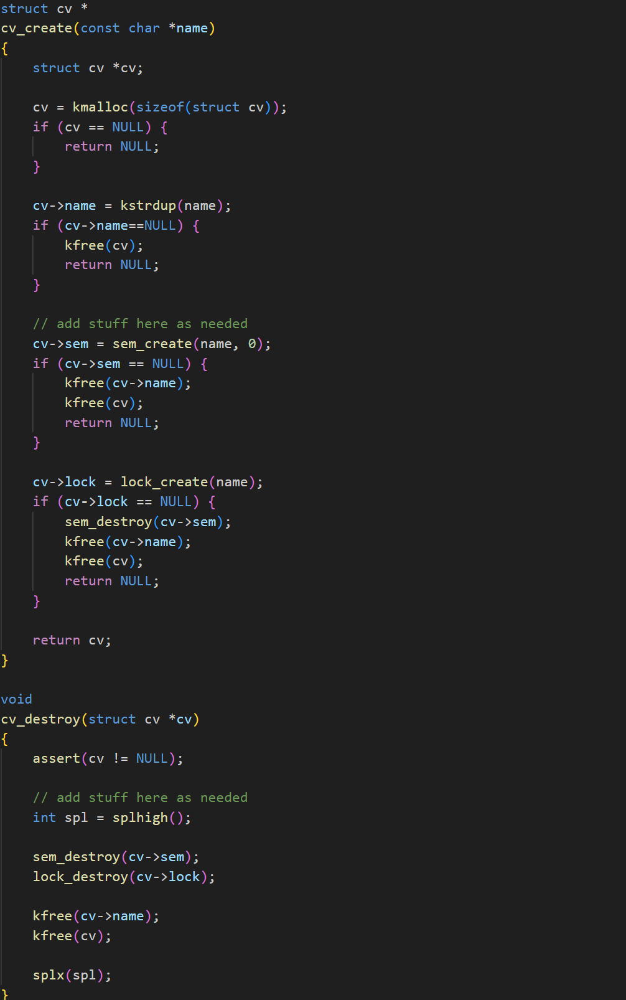 struct cv *
cv_create(const char *name)
{
    struct cv *cv;

    cv = kmalloc(sizeof(struct cv));
    if (cv == NULL) {
        return NULL;
    }

    cv->name = kstrdup(name);
    if (cv->name==NULL) {
        kfree(cv);
        return NULL;
    }

    // add stuff here as needed
    cv->sem = sem_create(name, 0);
    if (cv->sem == NULL) {
        kfree(cv->name);
        kfree(cv);
        return NULL;
    }

    cv->lock = lock_create(name);
    if (cv->lock == NULL) {
        sem_destroy(cv->sem);
        kfree(cv->name);
        kfree(cv);
        return NULL;
    }

    return cv;
}

void
cv_destroy(struct cv *cv)
{
    assert(cv != NULL);

    // add stuff here as needed
    int spl = splhigh();

    sem_destroy(cv->sem);
    lock_destroy(cv->lock);

    kfree(cv->name);
    kfree(cv);

    splx(spl);
}